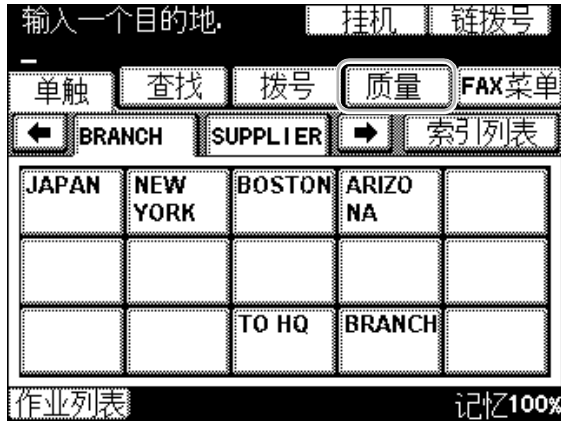 输入一个目的地. 挂机 链拨号
单触 查找 拨号 质量 FAX菜单
BRANCH SUPPLIER 索引列表
JAPAN NEW YORK BOSTON ARIZONA
TO HQ BRANCH
作业列表 记忆100%